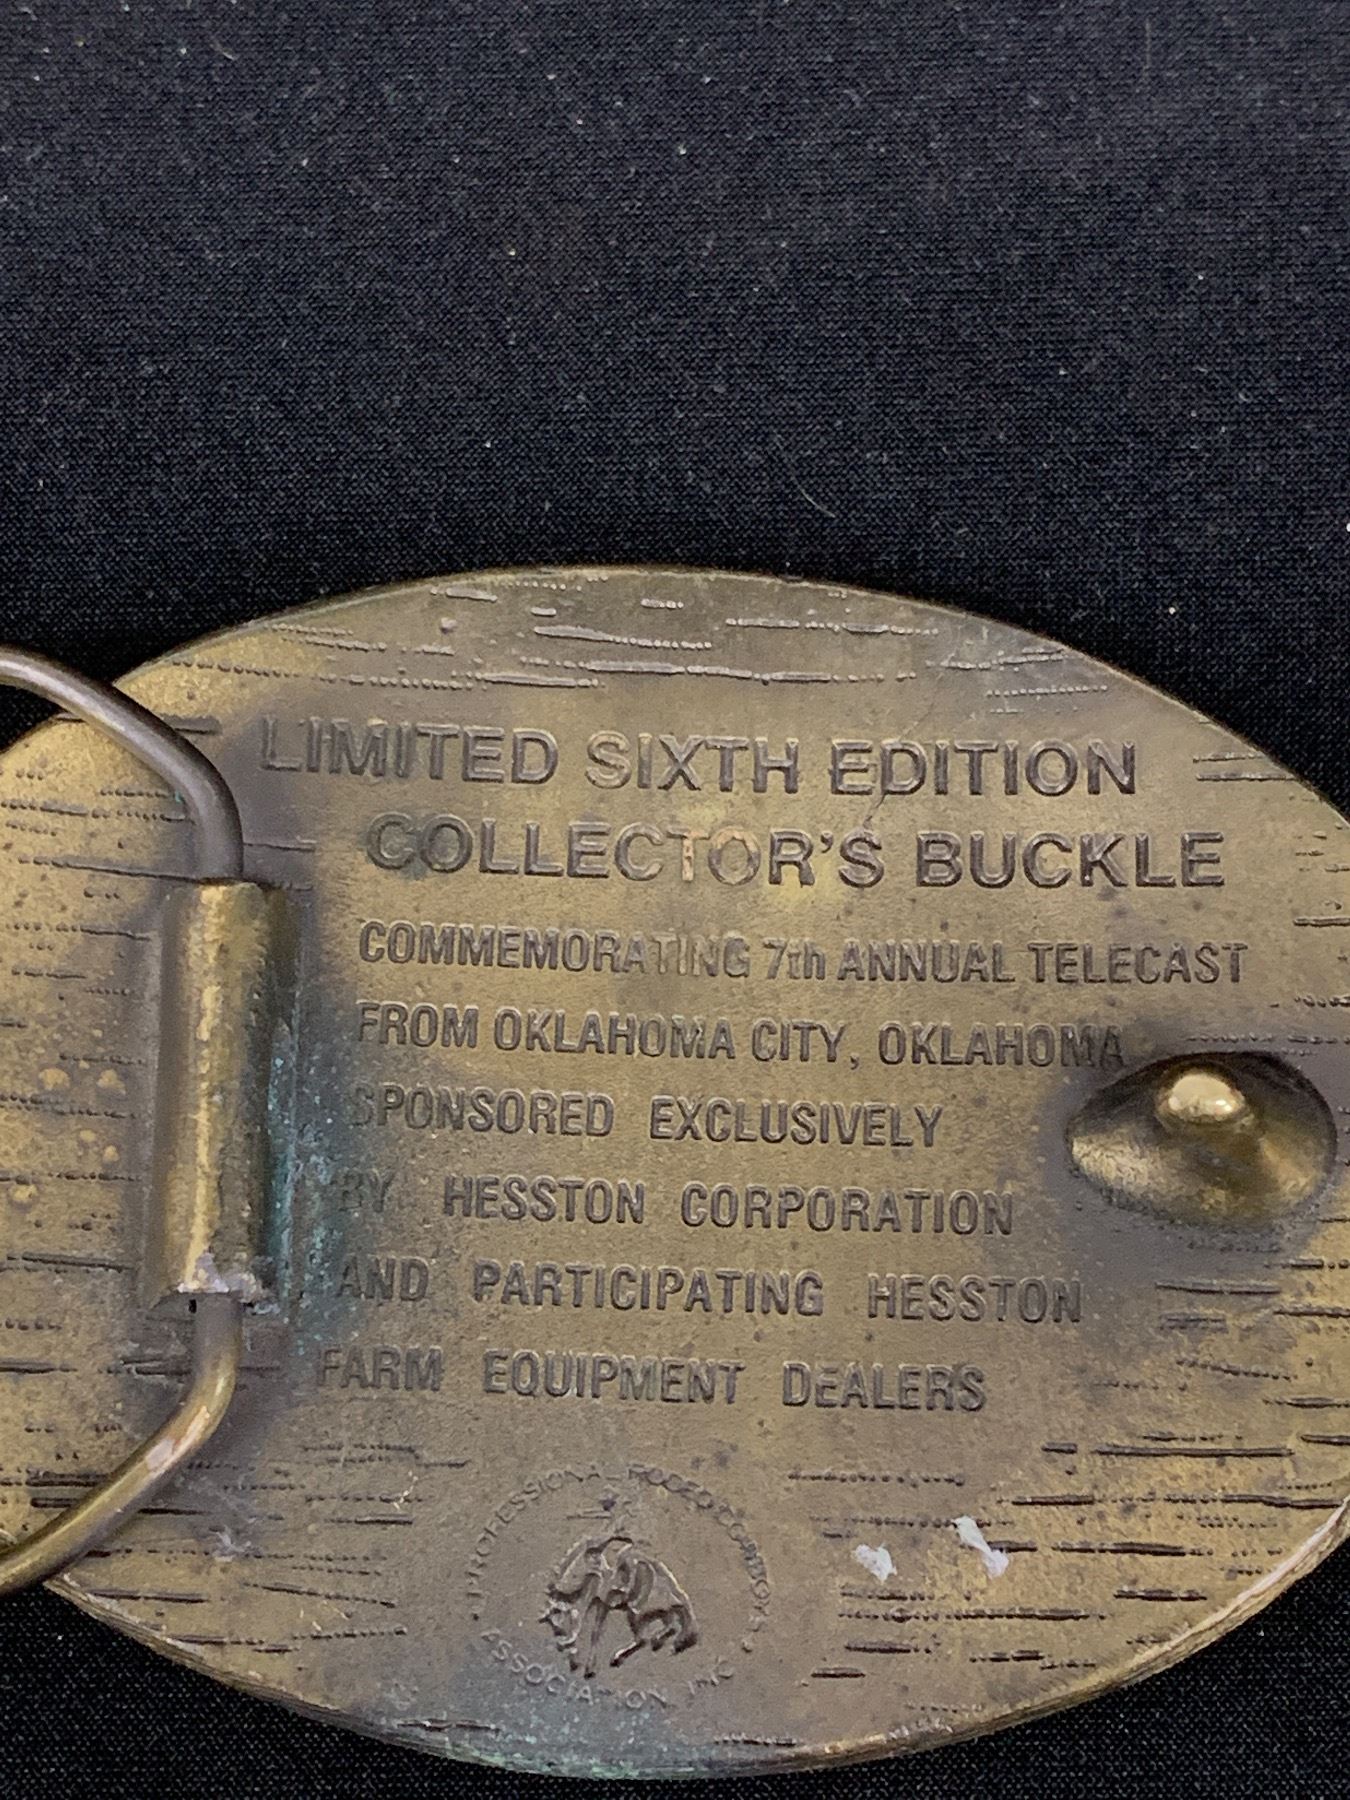 LIMITED SIXTH EDITION
COLLECTOR'S BUCKLE
COMMEMORATING 7th ANNUAL TELECAST
FROM OKLAHOMA CITY, OKLAHOMA
SPONSORED EXCLUSIVELY
BY HESSTON CORPORATION
AND PARTICIPATING HESSTON
FARM EQUIPMENT DEALERS
PROFESSIONAL RODEO COWBOYS
ASSOCIATION, INC.